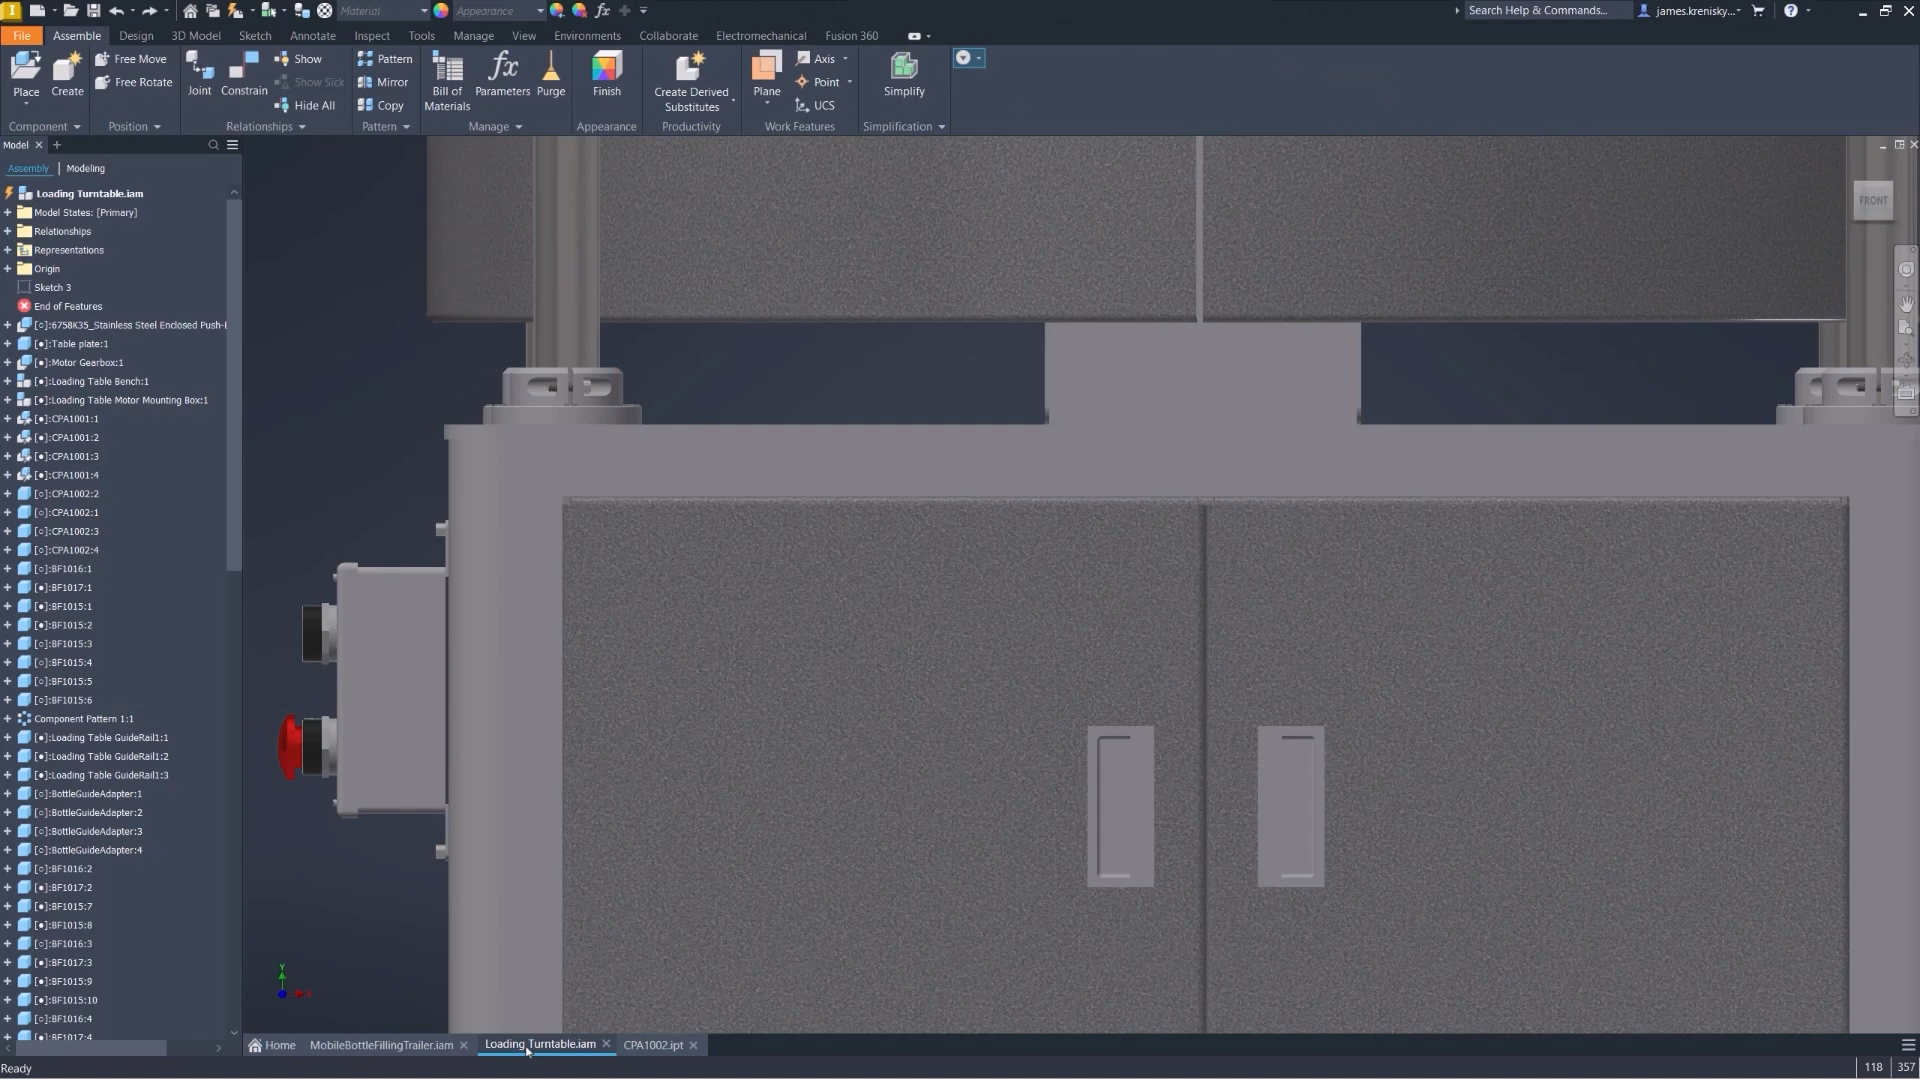 Material
Appearance
fx
Search Help & Commands...
james.krenisky...
File
Assemble
Design
3D Model
Sketch
Annotate
Inspect
Tools
Manage
View
Environments
Collaborate
Electromechanical
Fusion 360
Place
Create
Free Move
Free Rotate
Joint
Constrain
Show
Show Sick
Hide All
Pattern
Mirror
Copy
Bill of
Materials
fx
Parameters
Purge
Finish
Create Derived
Substitutes
Plane
Axis
Point
UCS
Simplify
Component
Position
Relationships
Pattern
Manage
Appearance
Productivity
Work Features
Simplification
Model
Assembly
Modeling
Loading Turntable.iam
Model States: [Primary]
Relationships
Representations
Origin
Sketch 3
End of Features
[○]:6758K35_Stainless Steel Enclosed Push-
[●]:Table plate:1
[●]:Motor Gearbox:1
[●]:Loading Table Bench:1
[●]:Loading Table Motor Mounting Box:1
[●]:CPA1001:1
[●]:CPA1001:2
[●]:CPA1001:3
[●]:CPA1001:4
[○]:CPA1002:2
[○]:CPA1002:1
[○]:CPA1002:3
[○]:CPA1002:4
[○]:BF1016:1
[●]:BF1017:1
[●]:BF1015:1
[●]:BF1015:2
[○]:BF1015:3
[○]:BF1015:4
[○]:BF1015:5
[○]:BF1015:6
Component Pattern 1:1
[●]:Loading Table GuideRail1:1
[●]:Loading Table GuideRail1:2
[●]:Loading Table GuideRail1:3
[○]:BottleGuideAdapter:1
[○]:BottleGuideAdapter:2
[○]:BottleGuideAdapter:3
[○]:BottleGuideAdapter:4
[○]:BF1016:2
[●]:BF1017:2
[●]:BF1015:7
[●]:BF1015:8
[○]:BF1016:3
[●]:BF1017:3
[●]:BF1015:9
[●]:BF1015:10
[○]:BF1016:4
[●]:BF1017:4
FRONT
Y
Home
MobileBottleFillingTrailer.iam
Loading Turntable.iam
CPA1002.ipt
Ready
118
357